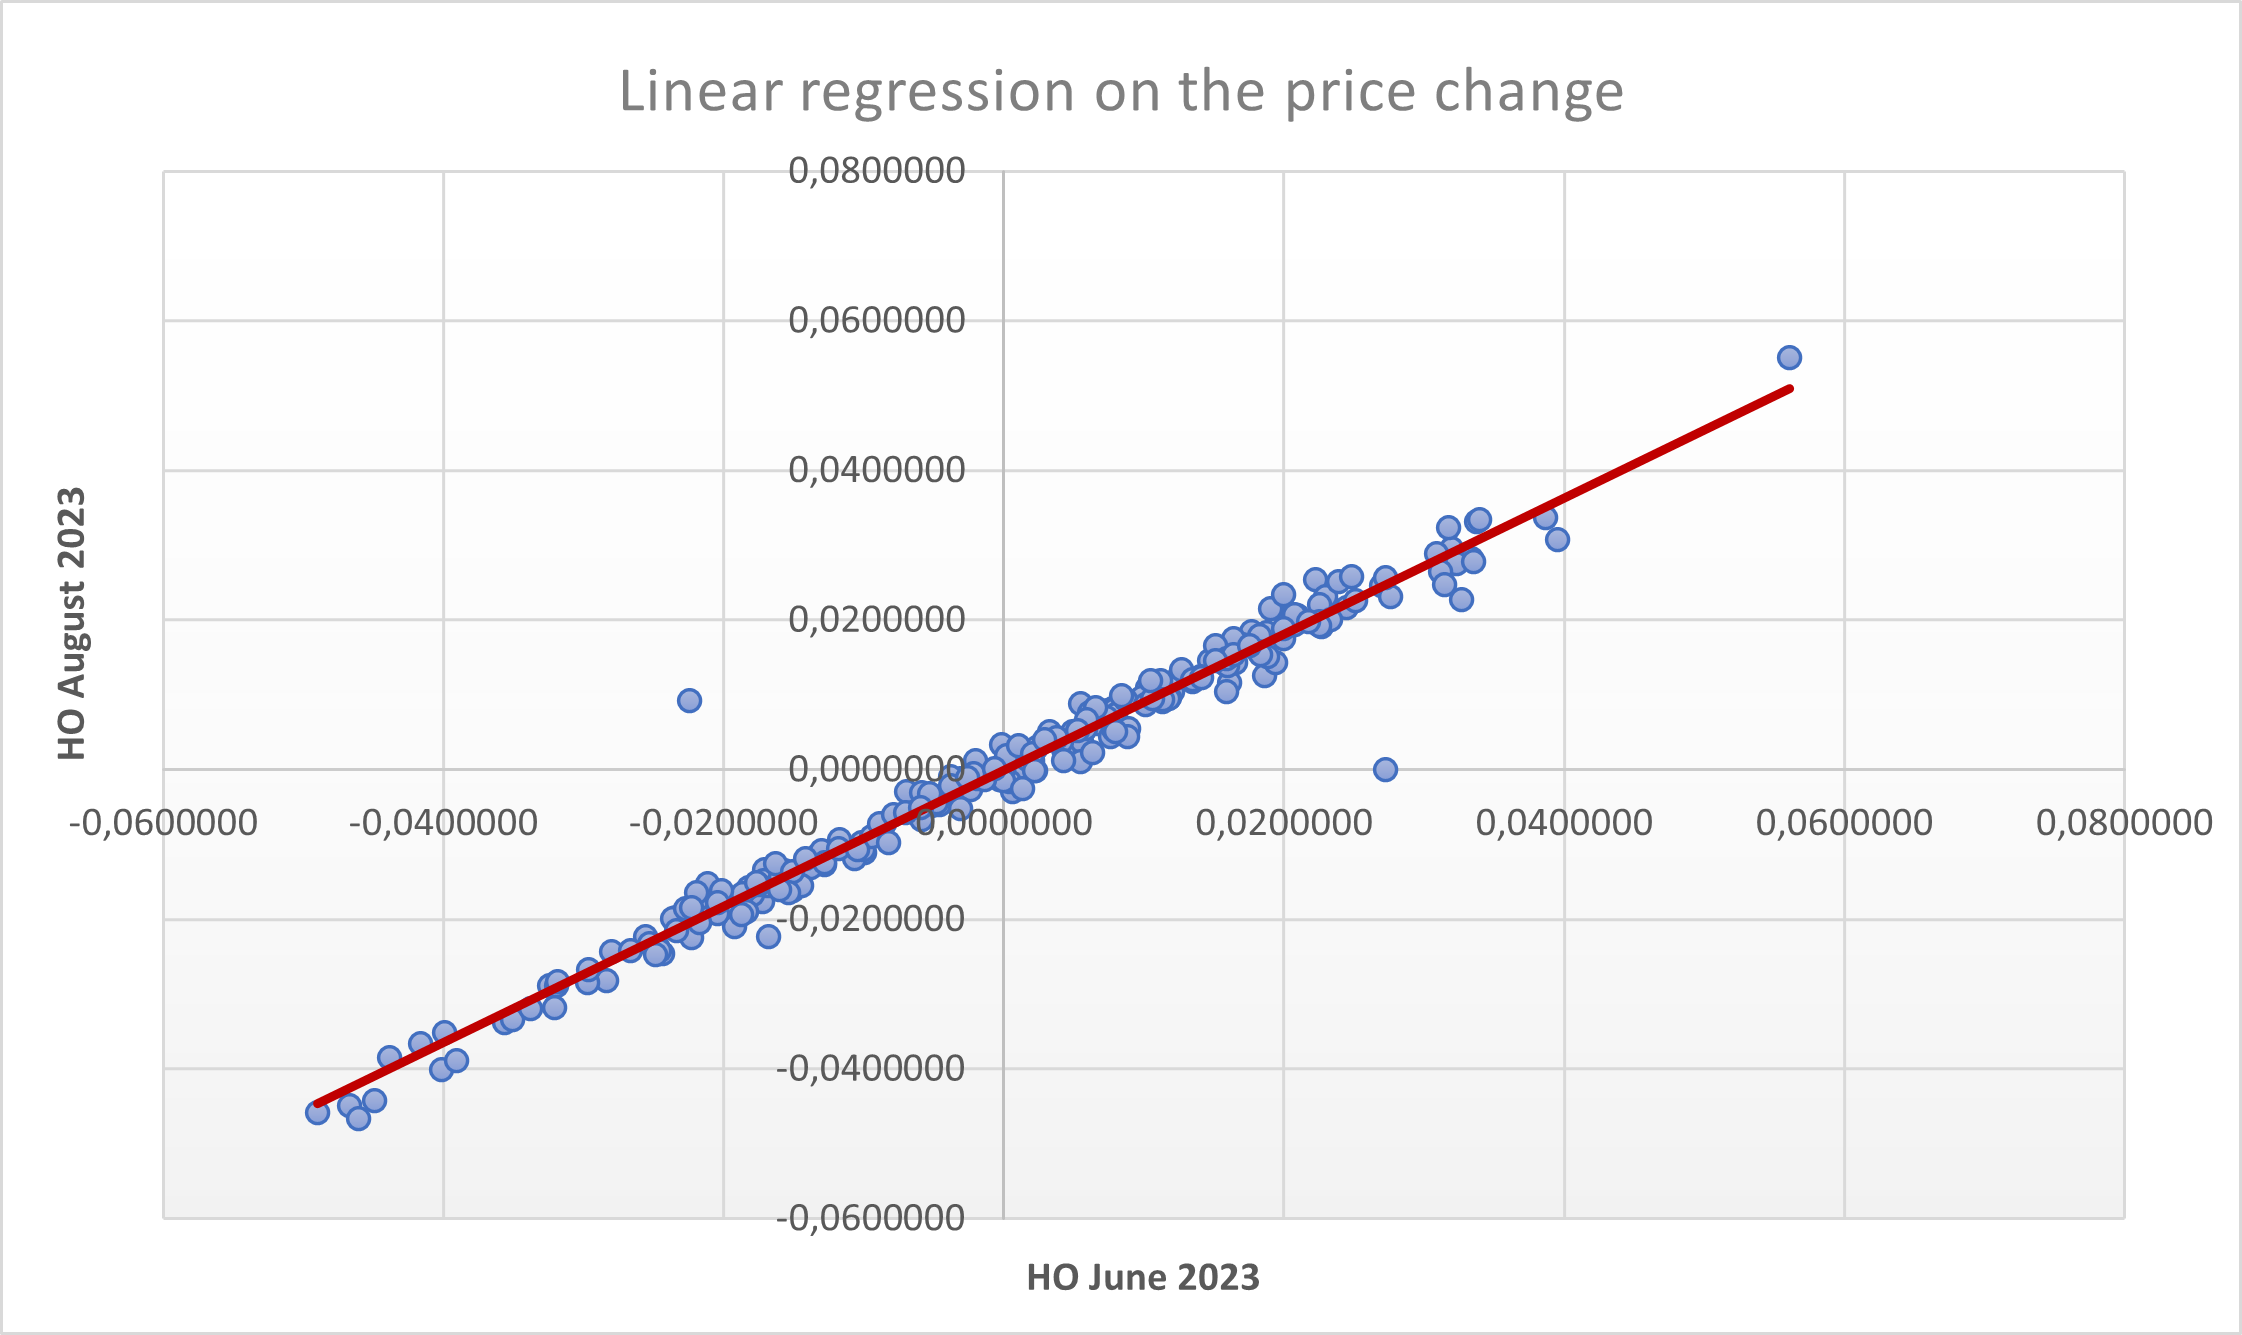 Linear regression on the price change
0,0800000
0,0600000
0,0400000
0,0200000
0,0000000
-0,0600000 -0,0400000 -0,0200000 0,0000000 0,0200000 0,0400000 0,0600000 0,0800000
-0,0200000
-0,0400000
-0,0600000
HO August 2023
HO June 2023